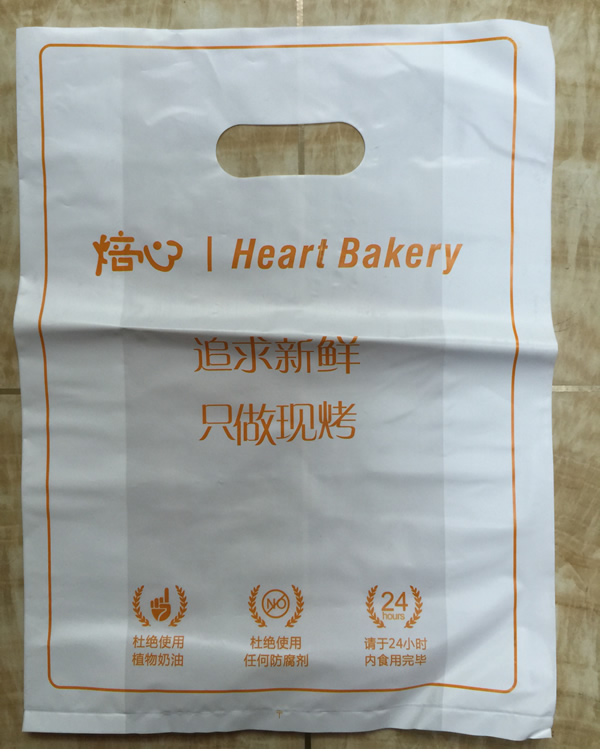 焙心 | Heart Bakery
追求新鲜
只做现烤
NO
24
hours
杜绝使用
植物奶油
杜绝使用
任何防腐剂
请于24小时
内食用完毕